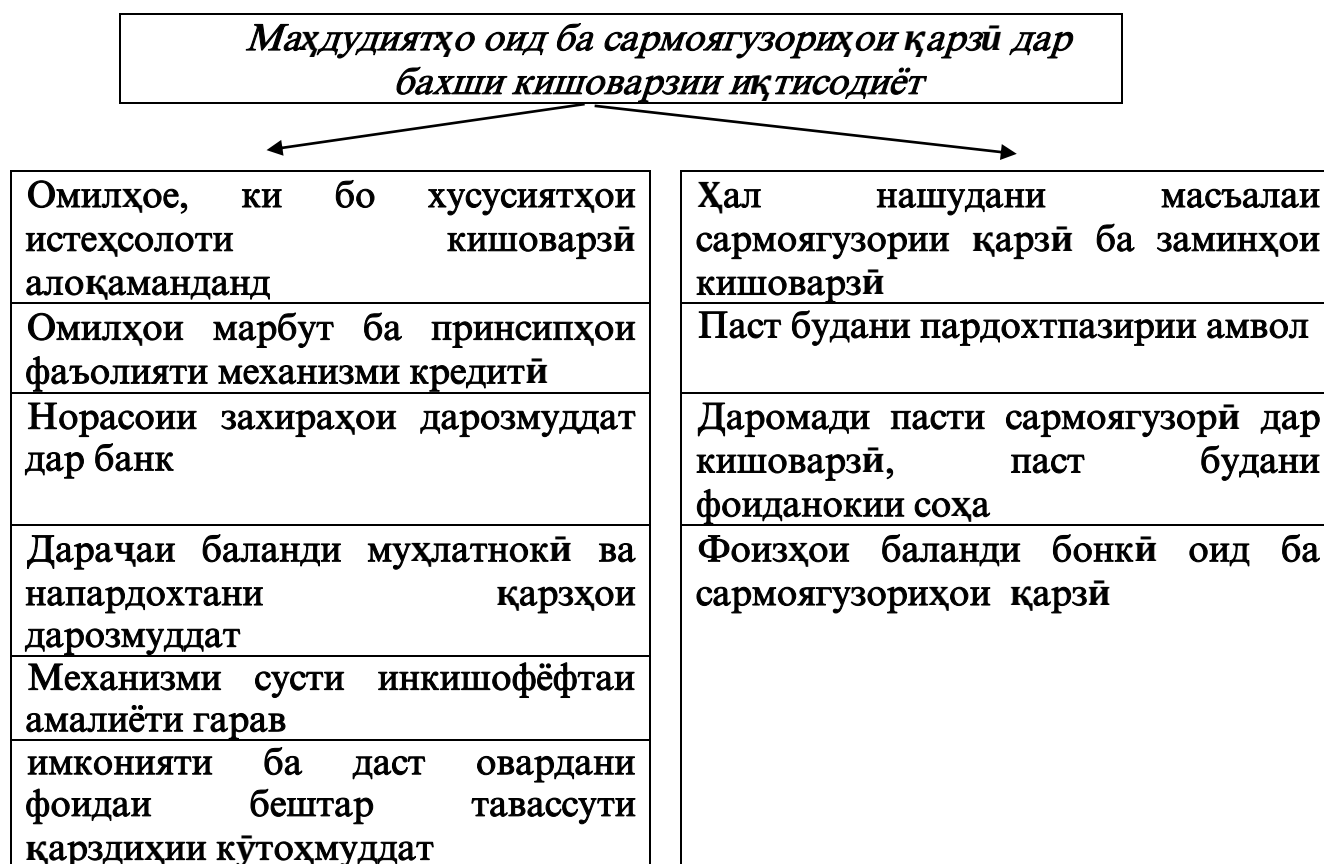 Маҳдудиятҳо оид ба сармоягузориҳои қарзӣ дар
бахши кишоварзии иқтисодиёт
Омилҳое, ки бо хусусиятҳои
истеҳсолоти кишоварзӣ
алоқаманданд
Омилҳои марбут ба принсипҳои
фаъолияти механизми кредитӣ
Норасоии захираҳои дарозмуддат
дар банк
Дараҷаи баланди муҳлатнокӣ ва
напардохтани қарзҳои
дарозмуддат
Механизми сусти инкишофёфтаи
амалиёти гарав
имконияти ба даст овардани
фоидаи бештар тавассути
қарздиҳии кӯтоҳмуддат
Ҳал нашудани масъалаи
сармоягузории қарзӣ ба заминҳои
кишоварзӣ
Паст будани пардохтпазирии амвол
Даромади пасти сармоягузорӣ дар
кишоварзӣ, паст будани
фоиданокии соҳа
Фоизҳои баланди бонкӣ оид ба
сармоягузориҳои қарзӣ